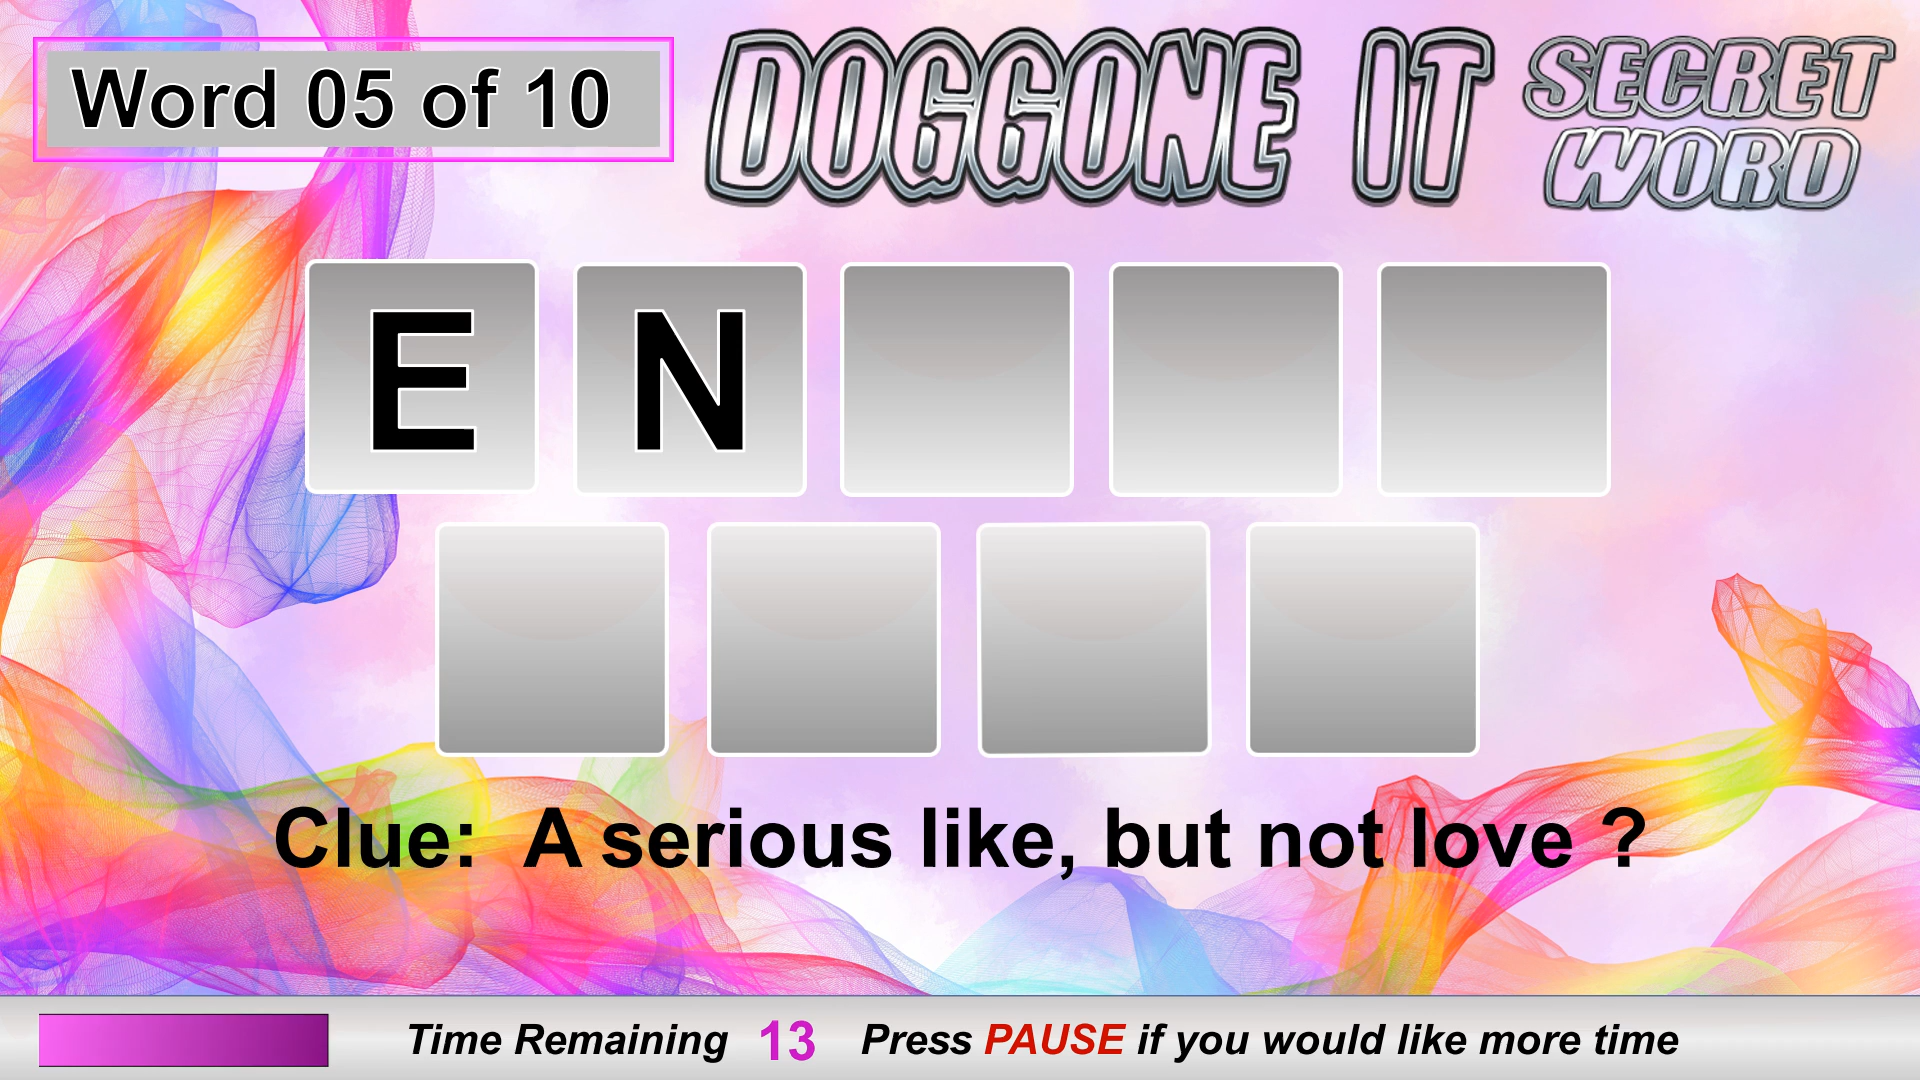 Word 05 of 10
DOGGONE IT
SECRET
WORD
E N
Clue: A serious like, but not love ?
Time Remaining 13 Press PAUSE if you would like more time